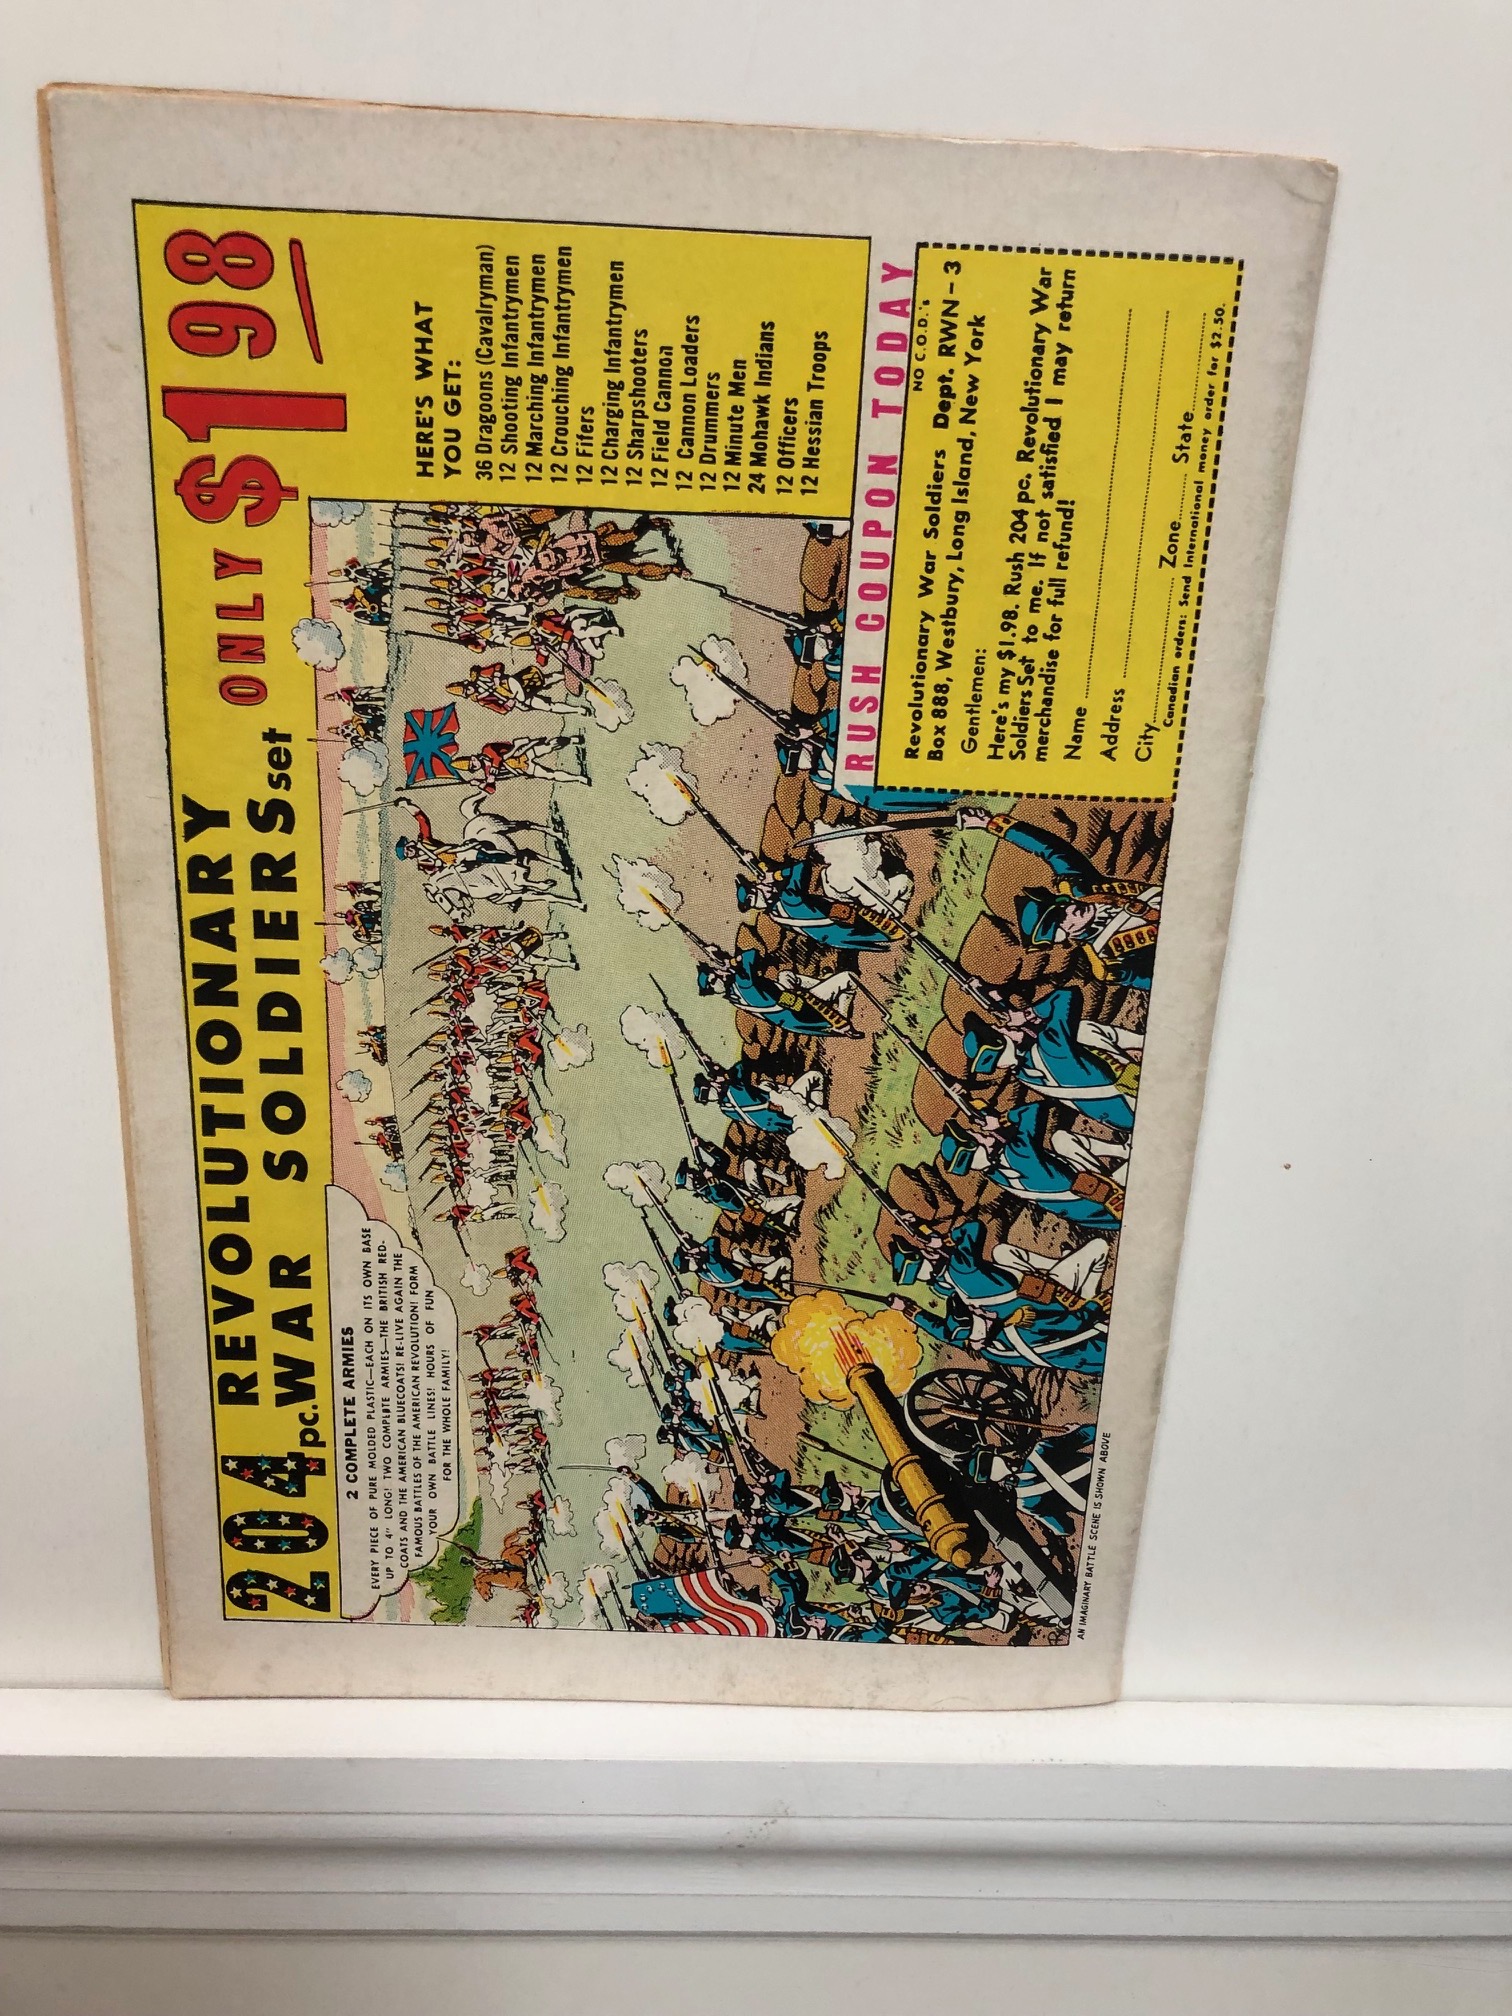 204 REVOLUTIONARY
pc. WAR SOLDIERS set ONLY $1 98
2 COMPLETE ARMIES
EVERY PIECE OF PURE MOLDED PLASTIC—EACH ON ITS OWN BASE
UP TO 4" LONG! TWO COMPLETE ARMIES—THE BRITISH RED-
COATS AND THE AMERICAN BLUECOATS! RE-LIVE AGAIN THE
FAMOUS BATTLES OF THE AMERICAN REVOLUTION! FORM
YOUR OWN BATTLE LINES! HOURS OF FUN
FOR THE WHOLE FAMILY!
HERE'S WHAT
YOU GET:
36 Dragoons (Cavalryman)
12 Shooting Infantrymen
12 Marching Infantrymen
12 Crouching Infantrymen
12 Fifers
12 Charging Infantrymen
12 Sharpshooters
12 Field Cannon
12 Cannon Loaders
12 Drummers
12 Minute Men
24 Mohawk Indians
12 Officers
12 Hessian Troops
RUSH COUPON TODAY
NO C.O.D.'s
Revolutionary War Soldiers Dept. RWN-3
Box 888, Westbury, Long Island, New York
Gentlemen:
Here's my $1.98. Rush 204 pc. Revolutionary War
Soldiers Set to me. If not satisfied I may return
merchandise for full refund!
Name
Address
City Zone State
Canadian orders: Send International money order for $2.50.
AN IMAGINARY BATTLE SCENE IS SHOWN ABOVE